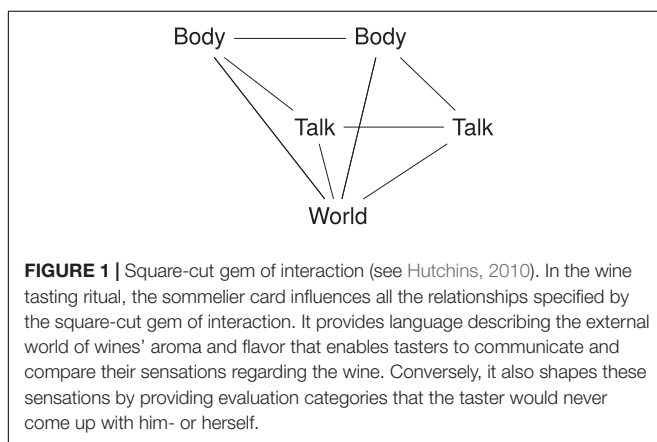 Body Body
Talk Talk
World
FIGURE 1 | Square-cut gem of interaction (see Hutchins, 2010). In the wine
tasting ritual, the sommelier card influences all the relationships specified by
the square-cut gem of interaction. It provides language describing the external
world of wines’ aroma and flavor that enables tasters to communicate and
compare their sensations regarding the wine. Conversely, it also shapes these
sensations by providing evaluation categories that the taster would never
come up with him- or herself.